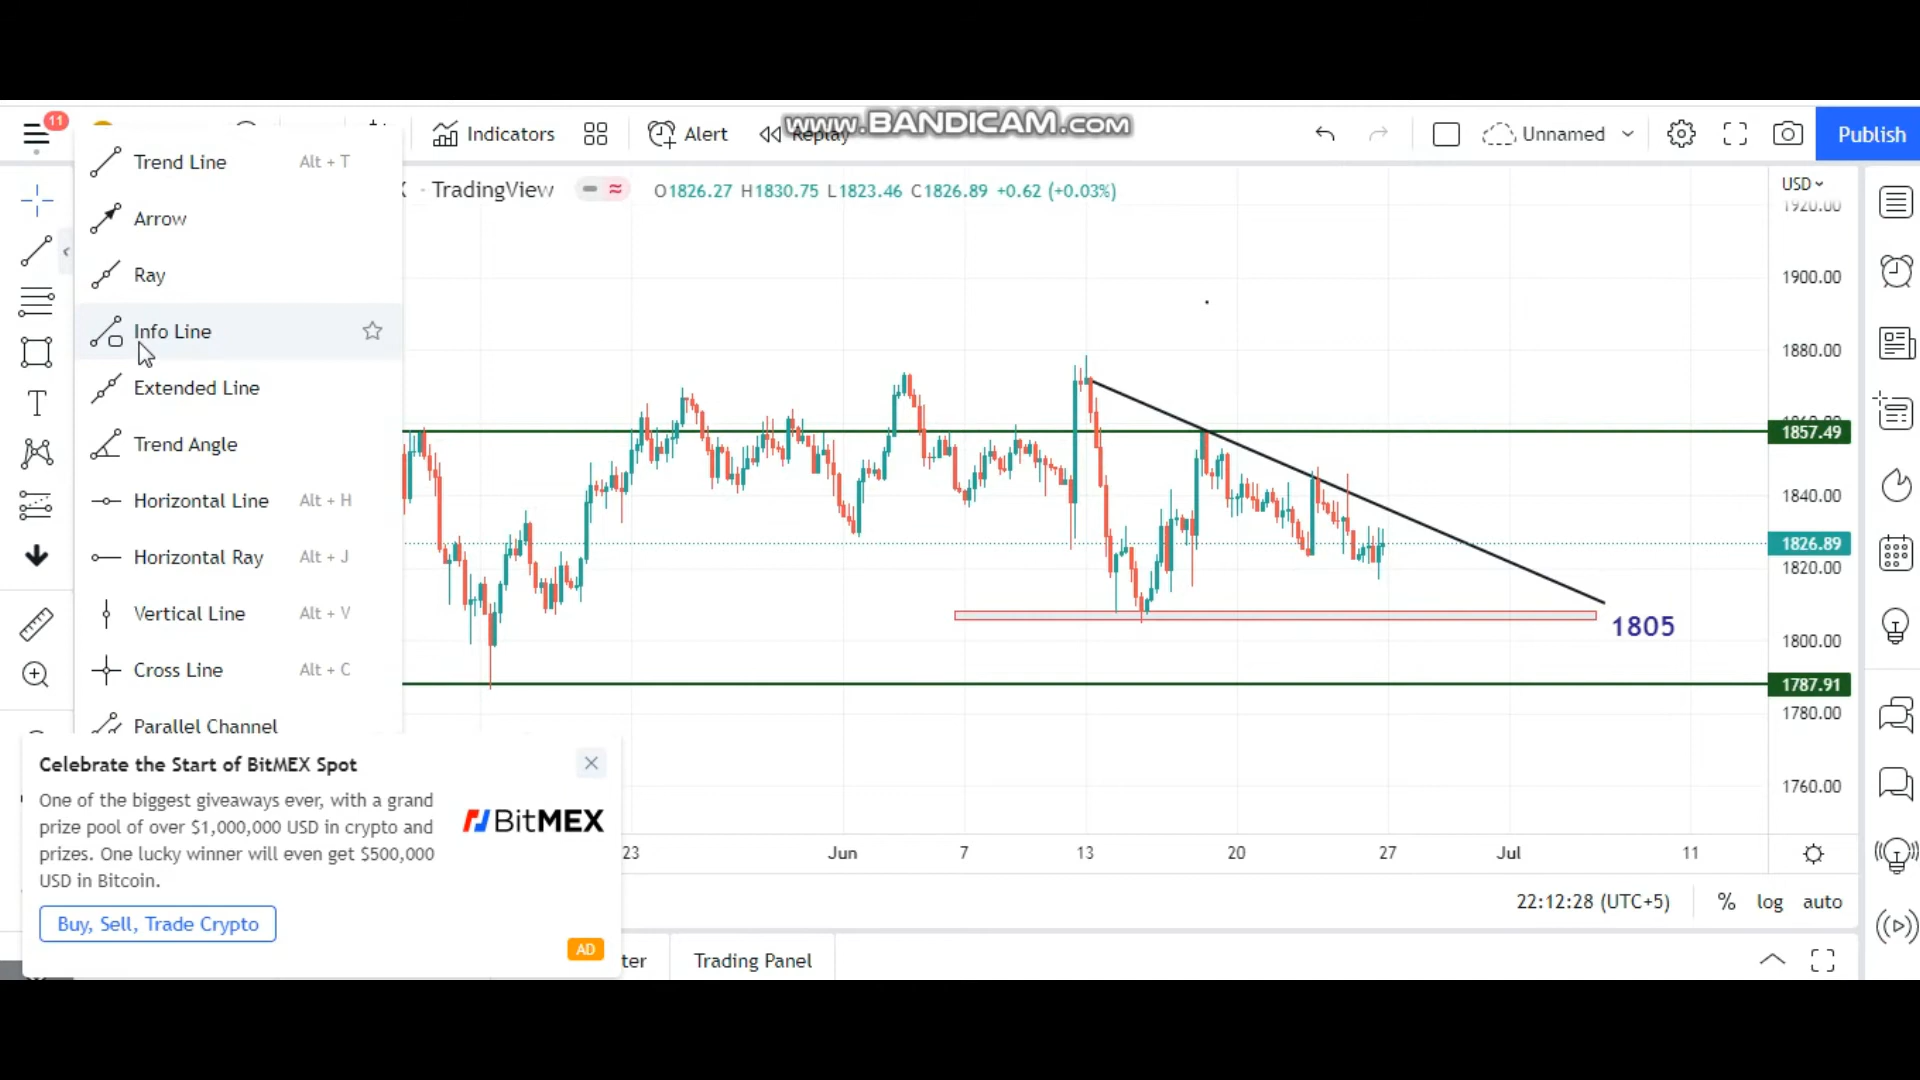 www.BANDICAM.com
11
Indicators
Alert
Replay
Unnamed
Publish
Trend Line Alt + T
Arrow
Ray
Info Line
Extended Line
Trend Angle
Horizontal Line Alt + H
Horizontal Ray Alt + J
Vertical Line Alt + V
Cross Line Alt + C
Parallel Channel
X · TradingView
O1826.27 H1830.75 L1823.46 C1826.89 +0.62 (+0.03%)
USD
1920.00
1900.00
1880.00
1860.00
1857.49
1840.00
1826.89
1820.00
1805
1800.00
1787.91
1780.00
1760.00
23 Jun 7 13 20 27 Jul 11
22:12:28 (UTC+5) % log auto
ter
Trading Panel
Celebrate the Start of BitMEX Spot
One of the biggest giveaways ever, with a grand
prize pool of over $1,000,000 USD in crypto and
prizes. One lucky winner will even get $500,000
USD in Bitcoin.
BitMEX
Buy, Sell, Trade Crypto
AD